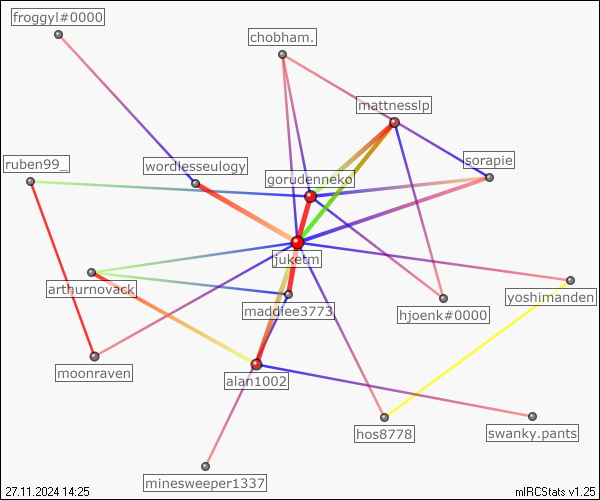 froggyl#0000
chobham.
mattnesslp
sorapie
ruben99_
wordlesseulogy
gorudenneko
juketm
arthurnovack
yoshimanden
maddiee3773
hjoenk#0000
moonraven
alan1002
hos8778
swanky.pants
minesweeper1337
27.11.2024 14:25
mIRCStats v1.25